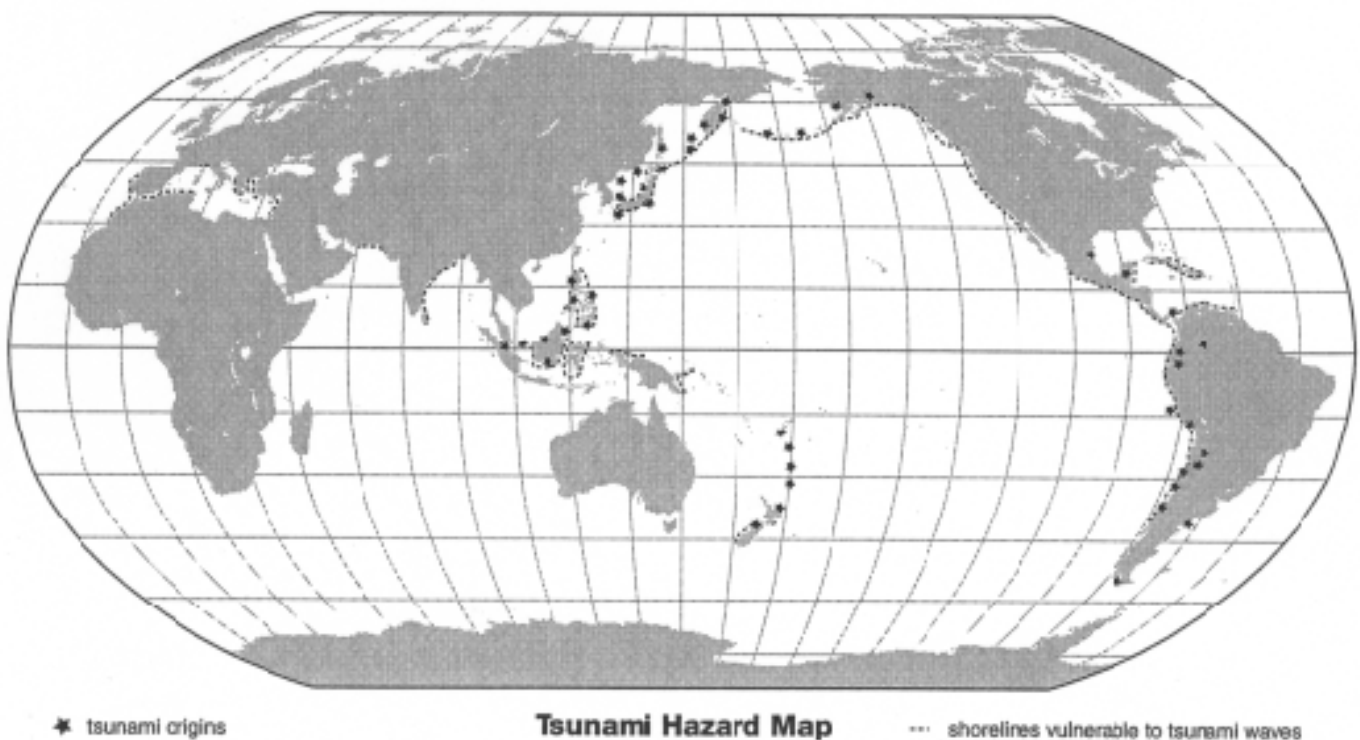 ★ tsunami origins
Tsunami Hazard Map
--- shorelines vulnerable to tsunami waves